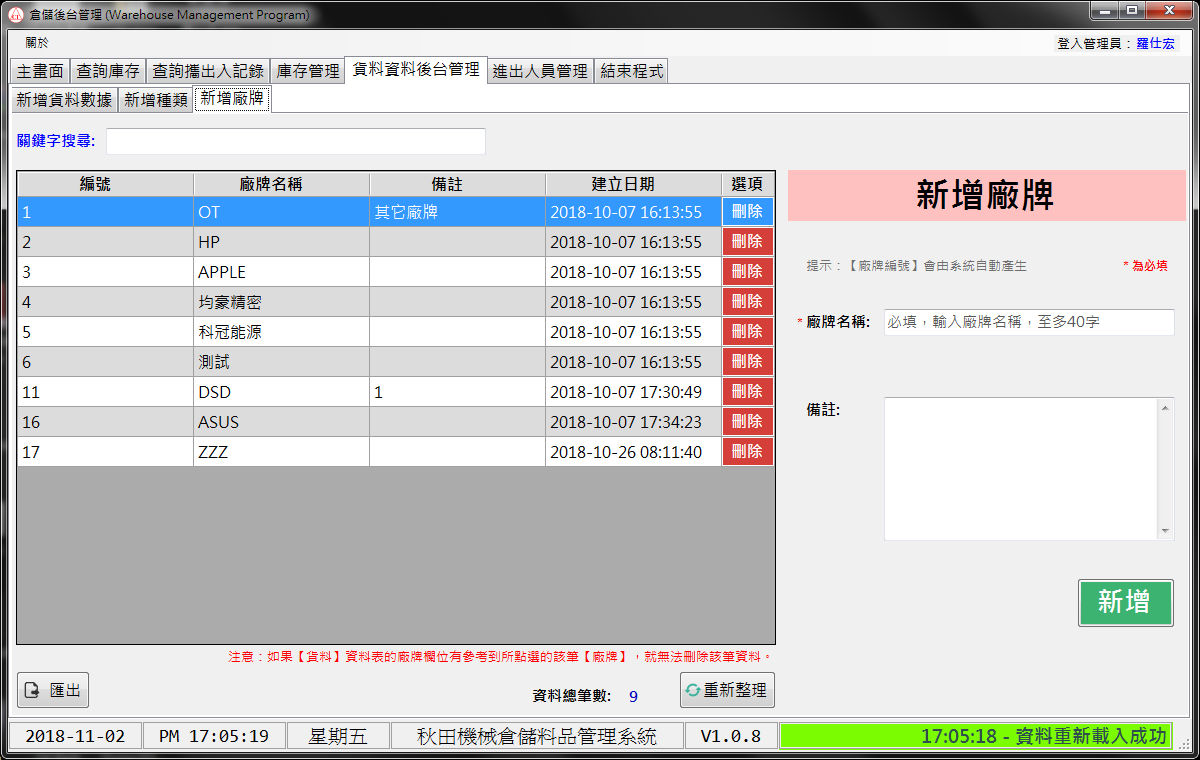 倉儲後台管理 (Warehouse Management Program)
關於
登入管理員：羅仕宏
主畫面 查詢庫存 查詢攜出入記錄 庫存管理 資料資料後台管理 進出人員管理 結束程式
新增貨料數據 新增種類 新增廠牌
關鍵字搜尋:
編號 廠牌名稱 備註 建立日期 選項
1 OT 其它廠牌 2018-10-07 16:13:55 刪除
2 HP 2018-10-07 16:13:55 刪除
3 APPLE 2018-10-07 16:13:55 刪除
4 均豪精密 2018-10-07 16:13:55 刪除
5 科冠能源 2018-10-07 16:13:55 刪除
6 測試 2018-10-07 16:13:55 刪除
11 DSD 1 2018-10-07 17:30:49 刪除
16 ASUS 2018-10-07 17:34:23 刪除
17 ZZZ 2018-10-26 08:11:40 刪除
注意：如果【貨料】資料表的廠牌欄位有參考到所點選的該筆【廠牌】，就無法刪除該筆資料。
匯出
資料總筆數: 9
重新整理
新增廠牌
提示：【廠牌編號】會由系統自動產生
* 為必填
* 廠牌名稱: 必填，輸入廠牌名稱，至多40字
備註:
新增
2018-11-02 PM 17:05:19 星期五 秋田機械倉儲料品管理系統 V1.0.8 17:05:18 - 資料重新載入成功